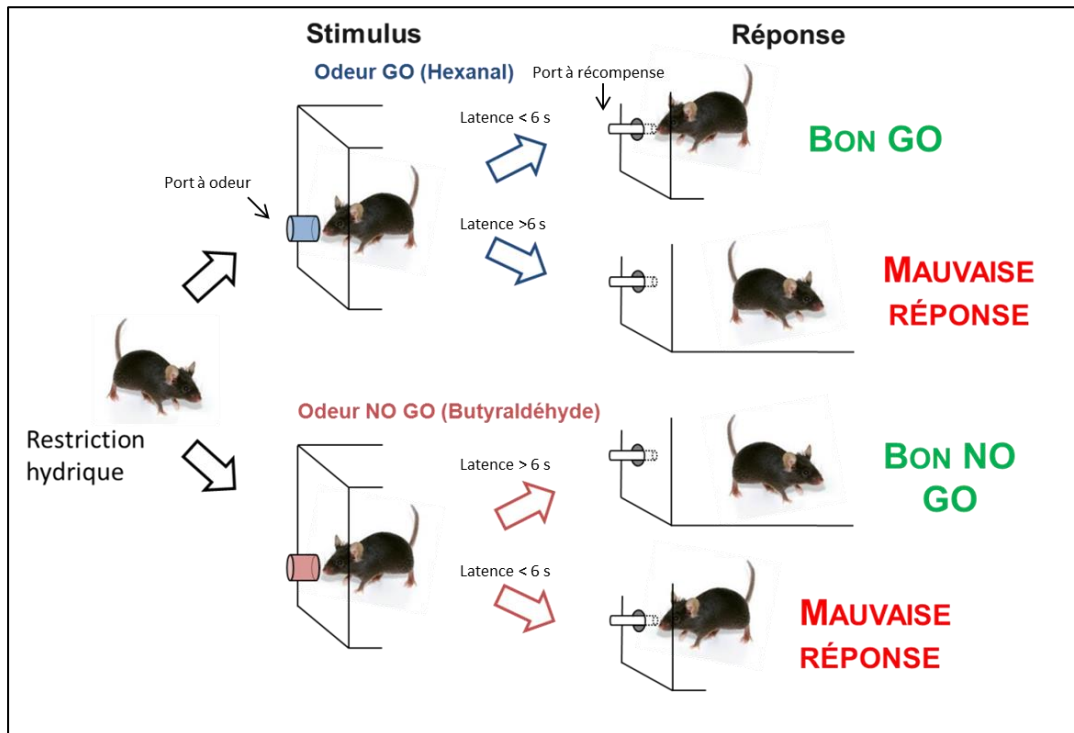 Stimulus
Réponse
Odeur GO (Hexanal)
Port à récompense
Latence < 6 s
BON GO
Port à odeur
Latence >6 s
MAUVAISE
RÉPONSE
Restriction
hydrique
Odeur NO GO (Butyraldéhyde)
Latence > 6 s
BON NO
GO
Latence < 6 s
MAUVAISE
RÉPONSE